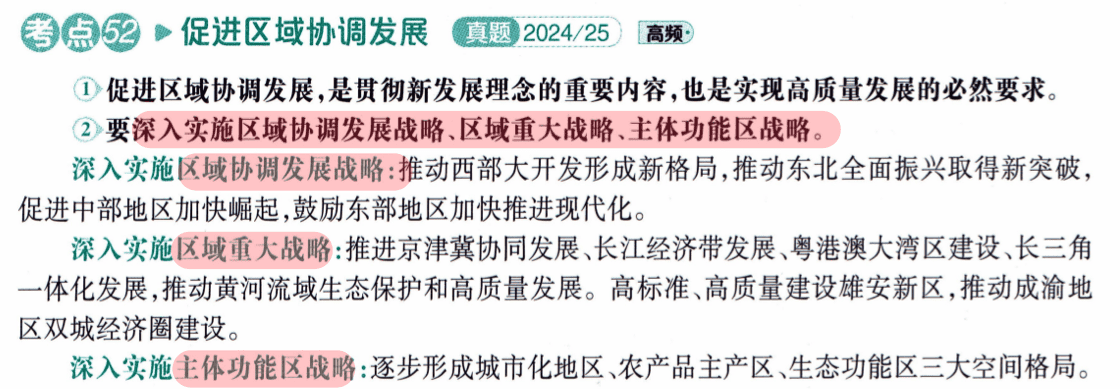 考点52 ▶ 促进区域协调发展 真题 2024/25 高频
① 促进区域协调发展,是贯彻新发展理念的重要内容,也是实现高质量发展的必然要求。
② 要深入实施区域协调发展战略、区域重大战略、主体功能区战略。
深入实施区域协调发展战略:推动西部大开发形成新格局,推动东北全面振兴取得新突破,
促进中部地区加快崛起,鼓励东部地区加快推进现代化。
深入实施区域重大战略:推进京津冀协同发展、长江经济带发展、粤港澳大湾区建设、长三角
一体化发展,推动黄河流域生态保护和高质量发展。高标准、高质量建设雄安新区,推动成渝地
区双城经济圈建设。
深入实施主体功能区战略:逐步形成城市化地区、农产品主产区、生态功能区三大空间格局。